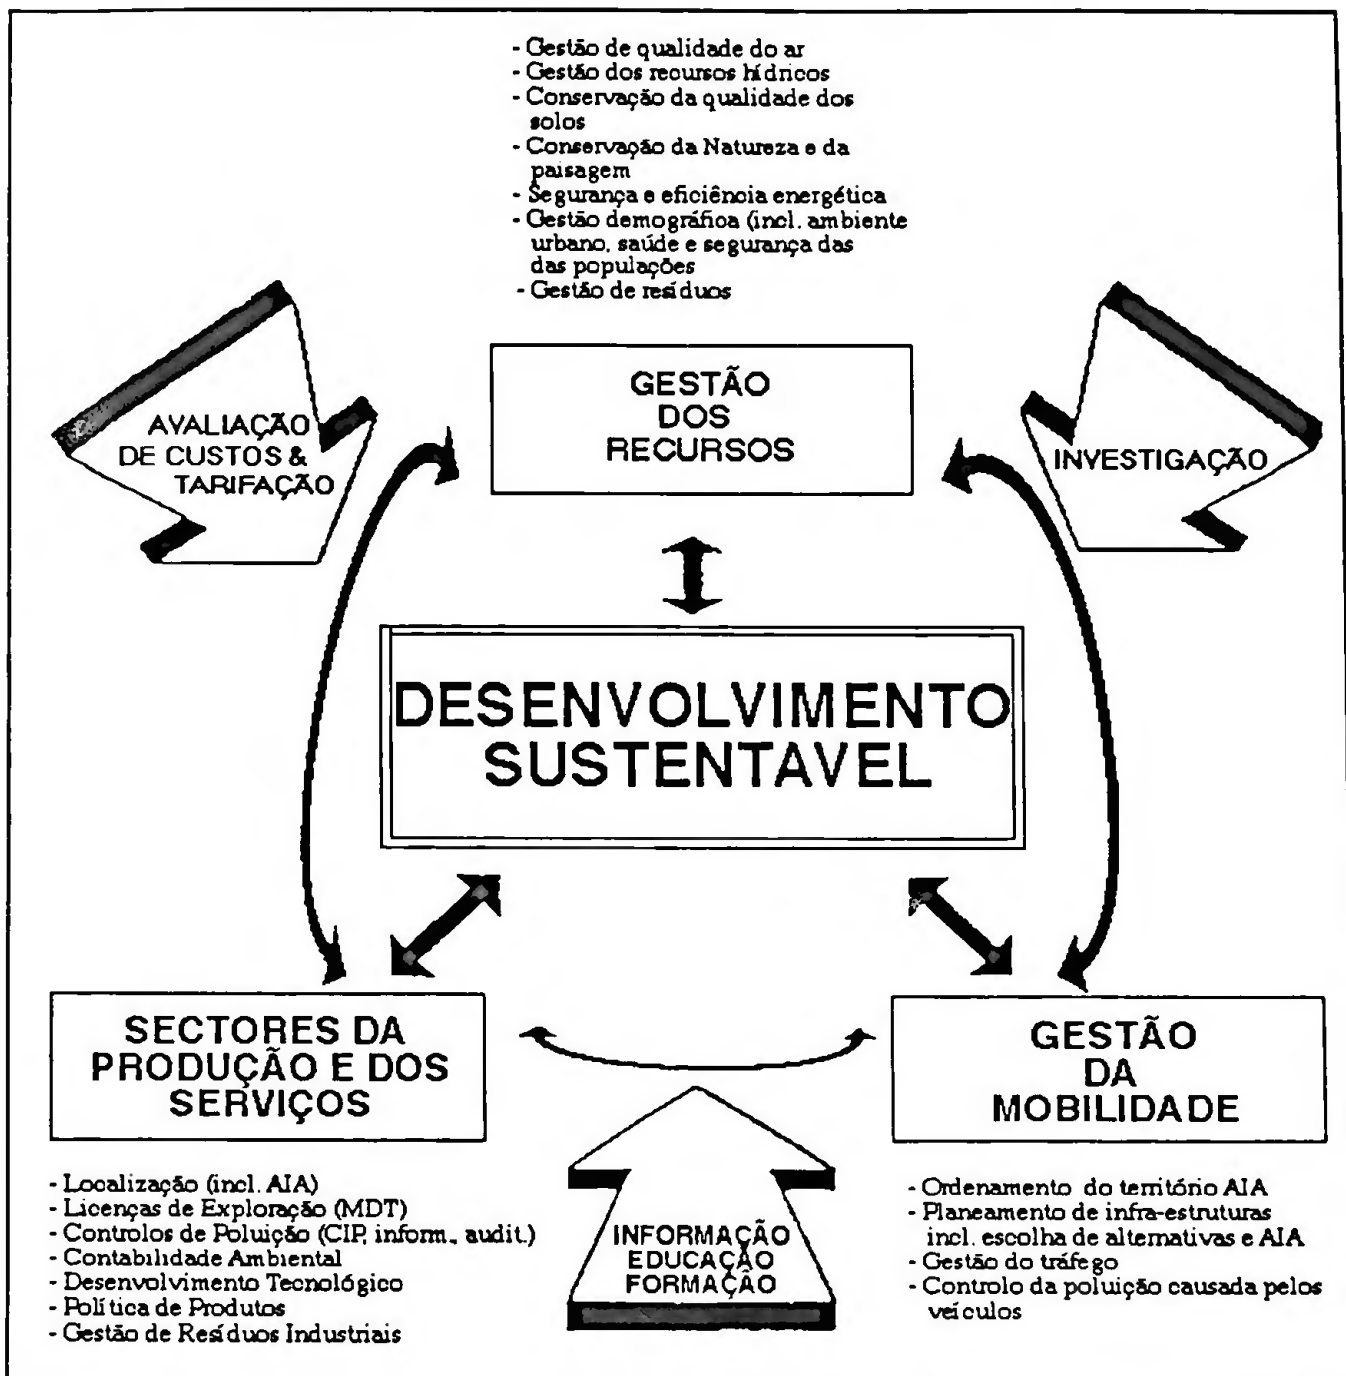 - Gestão de qualidade do ar
- Gestão dos recursos hídricos
- Conservação da qualidade dos
solos
- Conservação da Natureza e da
paisagem
- Segurança e eficiência energética
- Gestão demográfica (incl. ambiente
urbano, saúde e segurança das
das populações
- Gestão de resíduos
AVALIAÇÃO
DE CUSTOS &
TARIFAÇÃO
GESTÃO
DOS
RECURSOS
INVESTIGAÇÃO
DESENVOLVIMENTO
SUSTENTAVEL
SECTORES DA
PRODUÇÃO E DOS
SERVIÇOS
GESTÃO
DA
MOBILIDADE
- Localização (incl. AIA)
- Licenças de Exploração (MDT)
- Controlos de Poluição (CIP, inform., audit.)
- Contabilidade Ambiental
- Desenvolvimento Tecnológico
- Política de Produtos
- Gestão de Resíduos Industriais
INFORMAÇÃO
EDUCAÇÃO
FORMAÇÃO
- Ordenamento do território AIA
- Planeamento de infra-estruturas
incl. escolha de alternativas e AIA
- Gestão do tráfego
- Controlo da poluição causada pelos
veículos